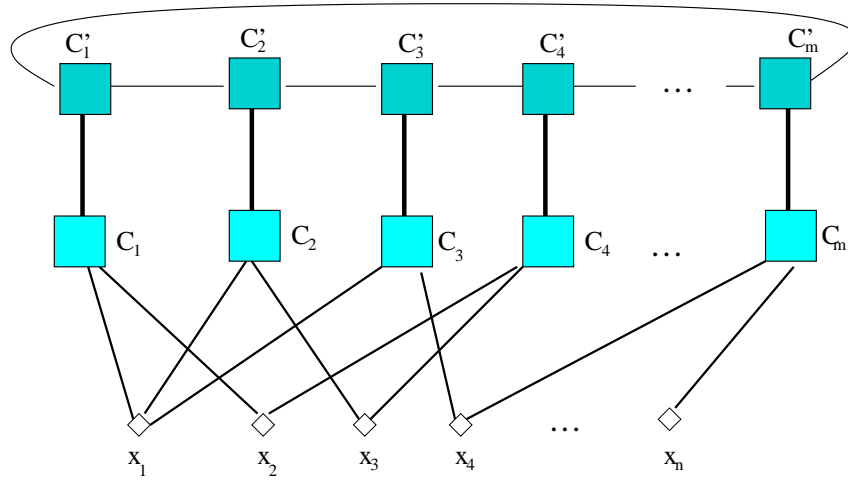 C'₁ C'₂ C'₃ C'₄ C'ₘ
...
C₁ C₂ C₃ C₄ ... Cₘ
...
x₁ x₂ x₃ x₄ xₙ